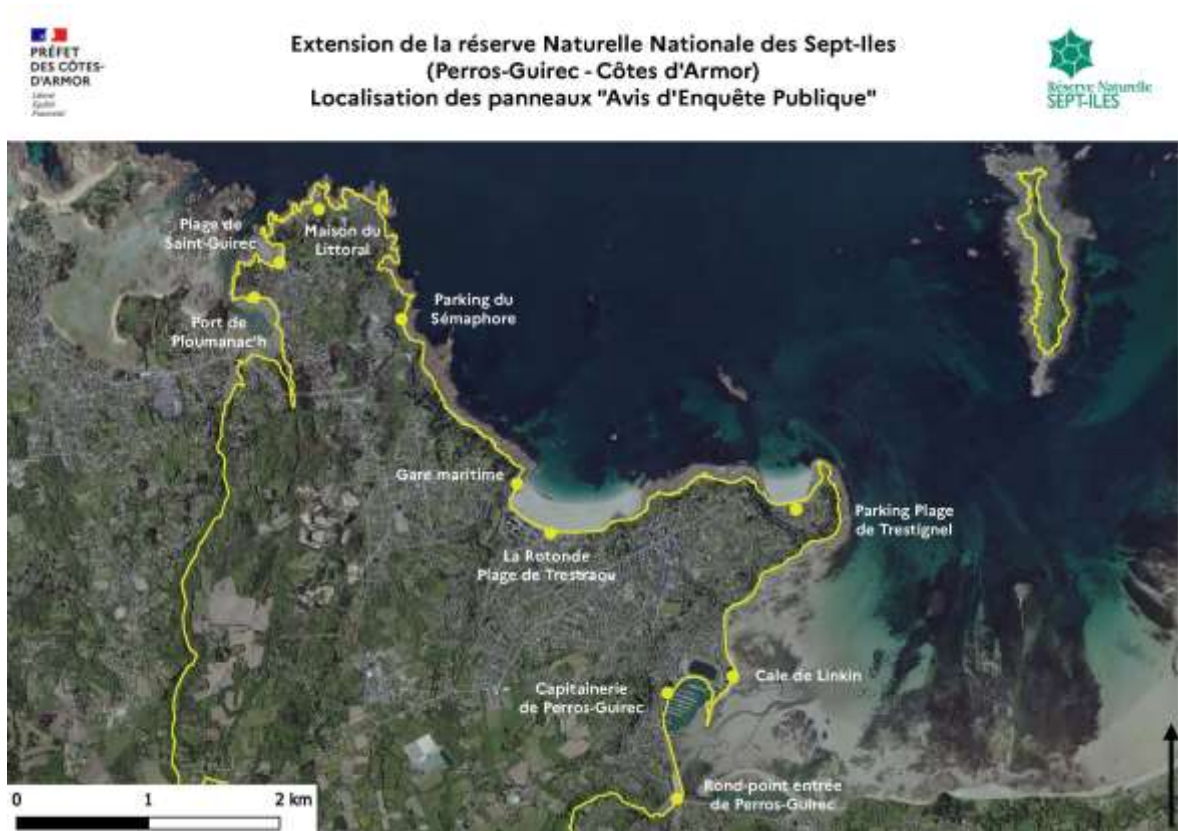 PRÉFET
DES CÔTES-
D'ARMOR
Liberté
Égalité
Fraternité
Extension de la réserve Naturelle Nationale des Sept-Iles
(Perros-Guirec - Côtes d'Armor)
Localisation des panneaux "Avis d'Enquête Publique"
Réserve Naturelle
SEPT-ILES
Plage de
Saint-Guirec
Maison du
Littoral
Parking du
Sémaphore
Port de
Ploumanac'h
Gare maritime
Parking Plage
de Trestignel
La Rotonde
Plage de Trestraou
Cale de Linkin
Capitainerie
de Perros-Guirec
Rond-point entrée
de Perros-Guirec
0 1 2 km